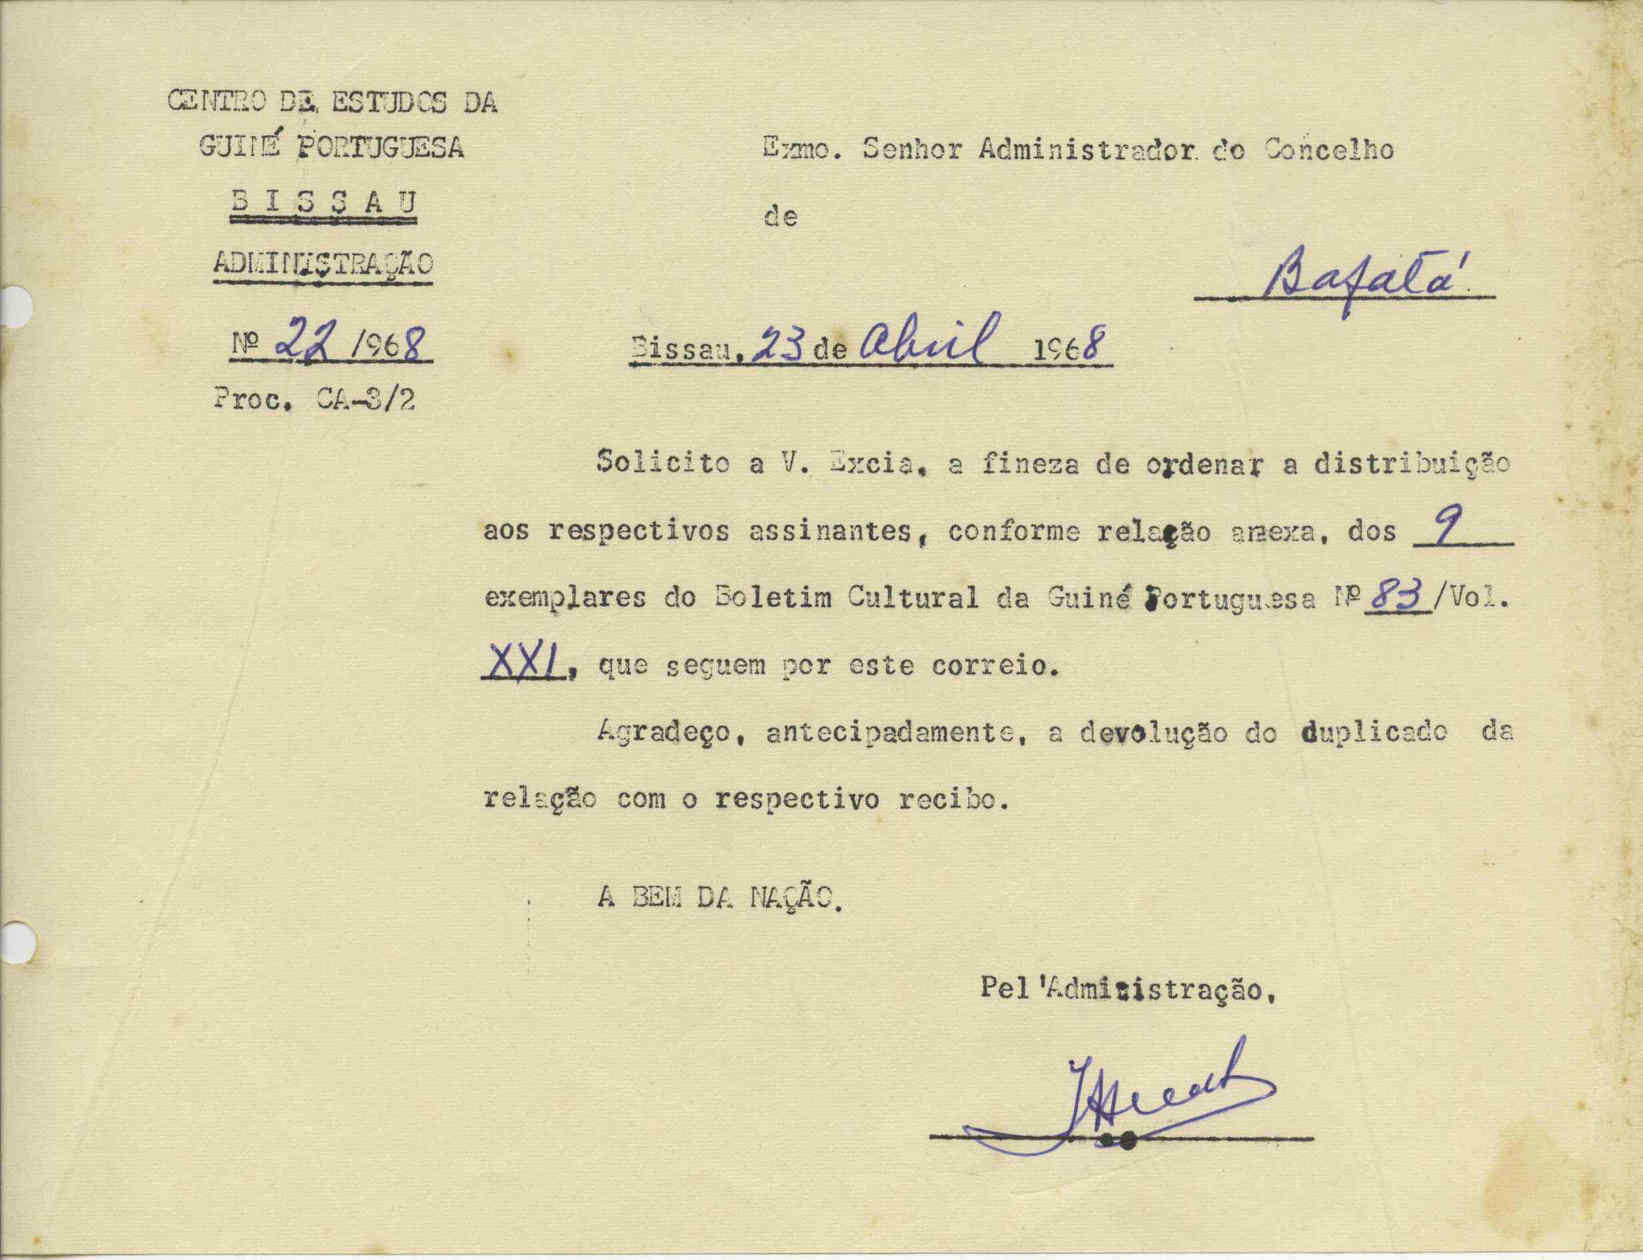 CENTRO DE ESTUDOS DA
GUINÉ PORTUGUESA
BISSAU
ADMINISTRAÇÃO
Nº 22 /968
Proc. CA-3/2
Exmo. Senhor Administrador do Concelho
de
Bafatá
Bissau, 23 de Abril 1968
Solicito a V. Excia. a fineza de ordenar a distribuição
aos respectivos assinantes, conforme relação anexa, dos 9
exemplares do Boletim Cultural da Guiné Portuguesa Nº 83/Vol.
XXI, que seguem por este correio.
Agradeço, antecipadamente, a devolução do duplicado da
relação com o respectivo recibo.
A BEM DA NAÇÃO.
Pel'Administração,